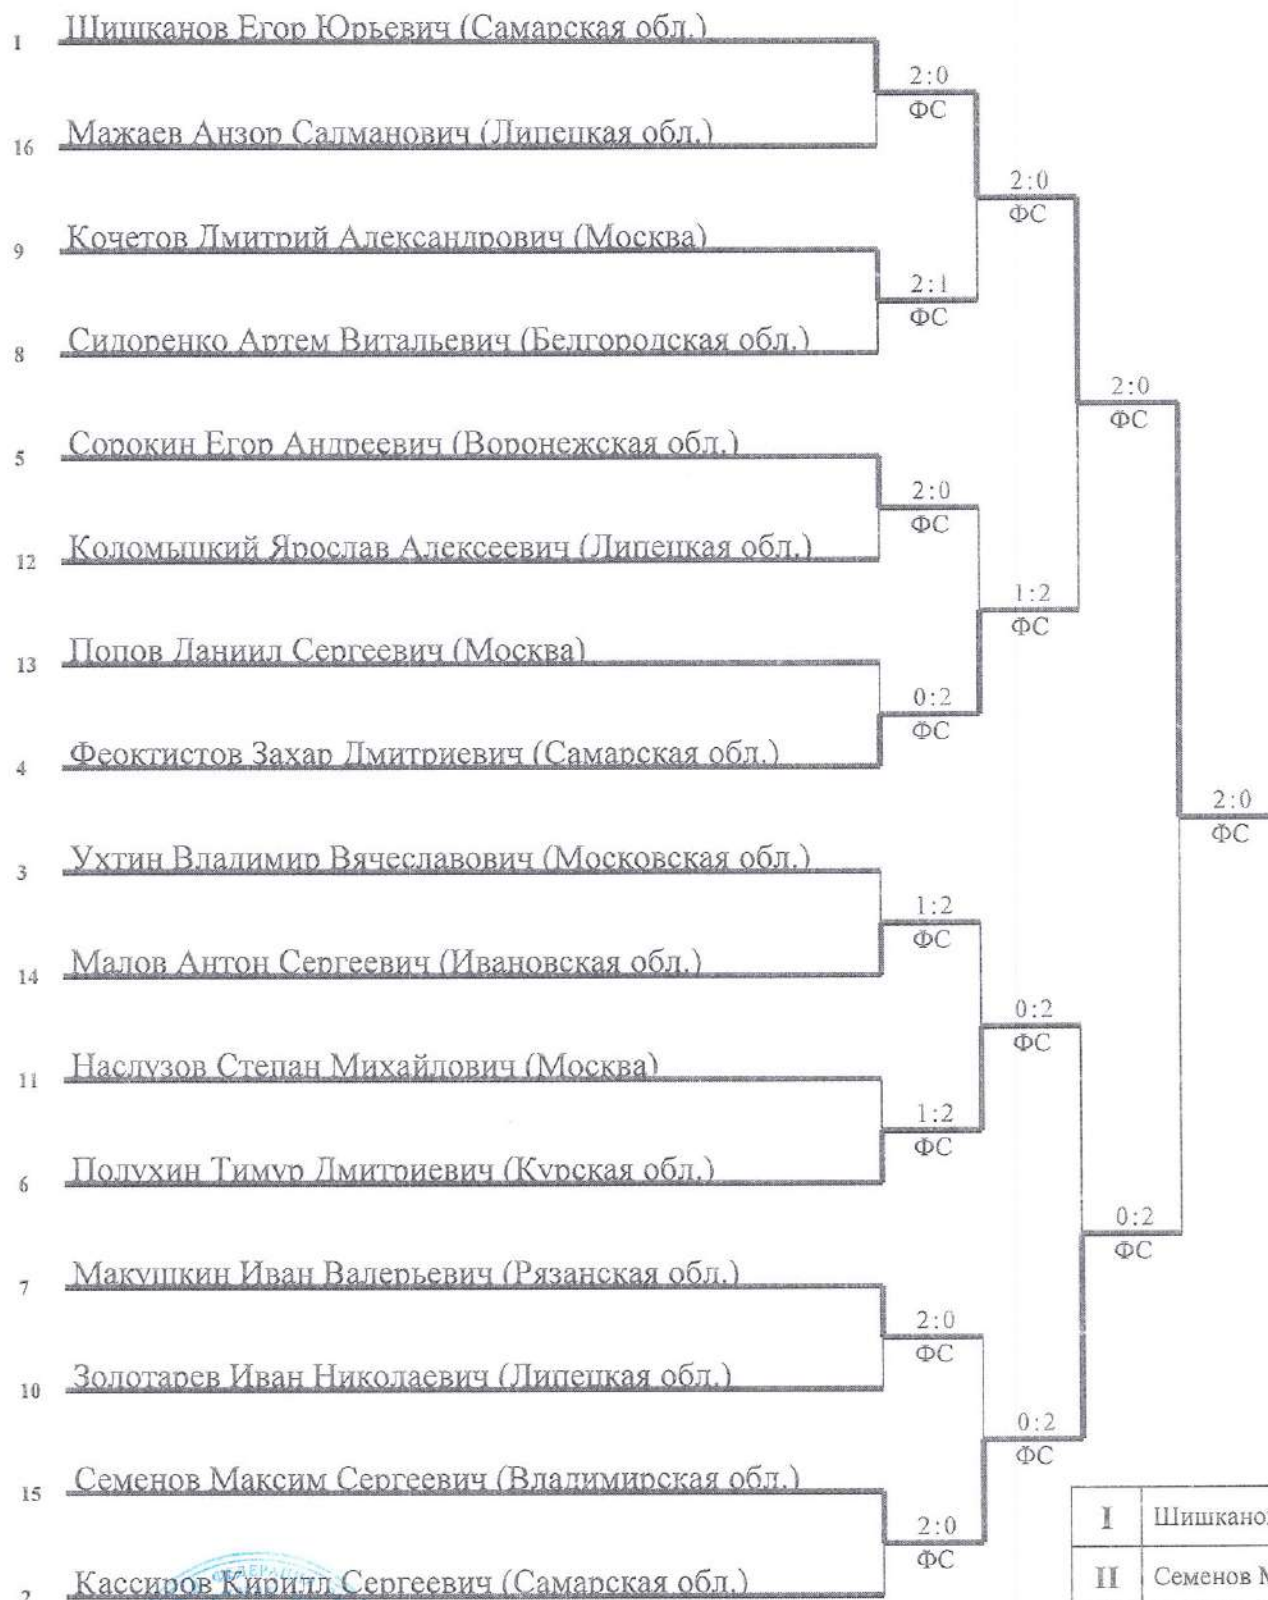 1 Шишканов Егор Юрьевич (Самарская обл.)
2:0
ФС
16 Мажаев Анзор Салманович (Липецкая обл.)
2:0
ФС
9 Кочетов Дмитрий Александрович (Москва)
2:1
ФС
8 Сидоренко Артем Витальевич (Белгородская обл.)
2:0
ФС
5 Сорокин Егор Андреевич (Воронежская обл.)
2:0
ФС
12 Коломыцкий Ярослав Алексеевич (Липецкая обл.)
1:2
ФС
13 Попов Даниил Сергеевич (Москва)
0:2
ФС
4 Феоктистов Захар Дмитриевич (Самарская обл.)
2:0
ФС
3 Ухтин Владимир Вячеславович (Московская обл.)
1:2
ФС
14 Малов Антон Сергеевич (Ивановская обл.)
0:2
ФС
11 Наслузов Степан Михайлович (Москва)
1:2
ФС
6 Полухин Тимур Дмитриевич (Курская обл.)
0:2
ФС
7 Макушкин Иван Валерьевич (Рязанская обл.)
2:0
ФС
10 Золотарев Иван Николаевич (Липецкая обл.)
0:2
ФС
15 Семенов Максим Сергеевич (Владимирская обл.)
2:0
ФС
2 Кассиров Кирилл Сергеевич (Самарская обл.)
I Шишканов
II Семенов М